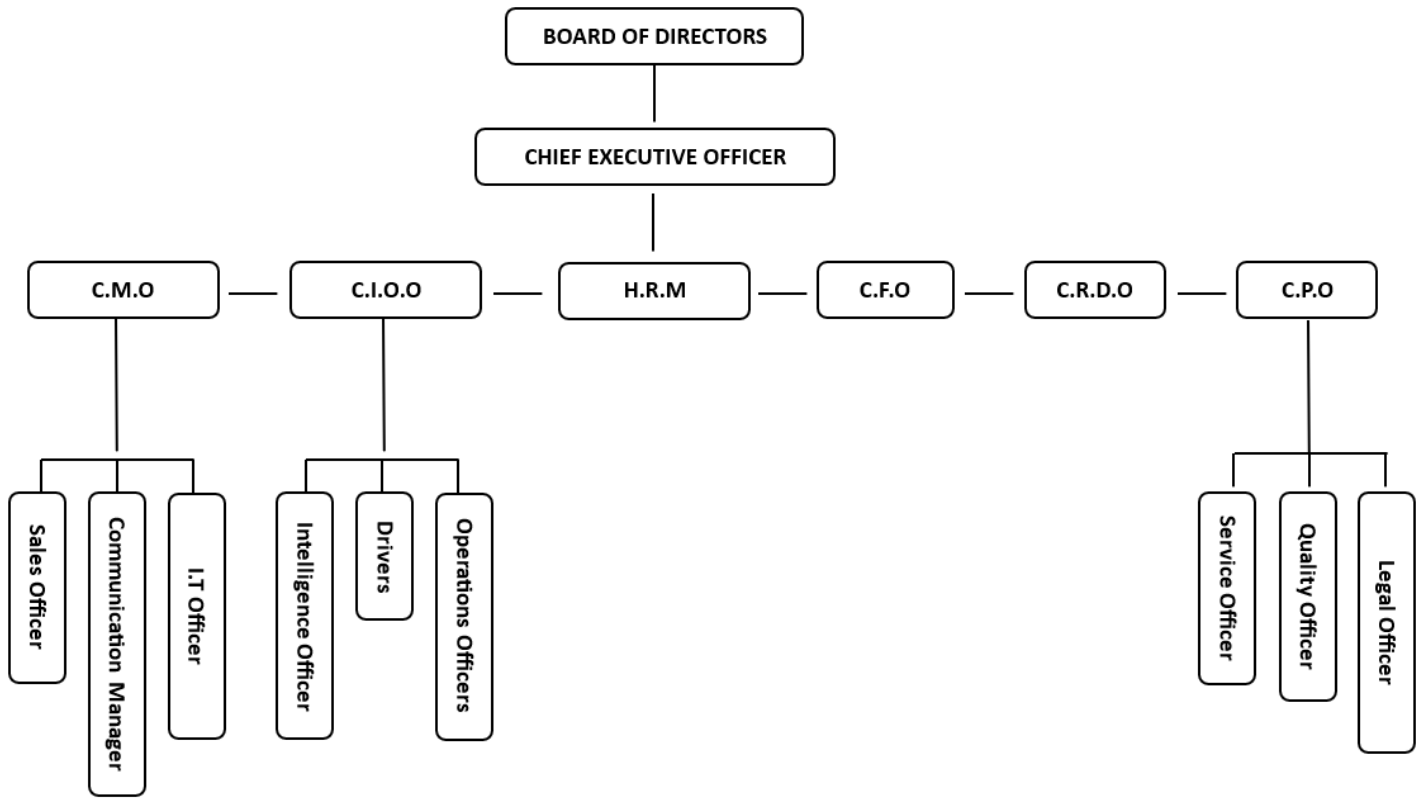 BOARD OF DIRECTORS
CHIEF EXECUTIVE OFFICER
C.M.O
C.I.O.O
H.R.M
C.F.O
C.R.D.O
C.P.O
Sales Officer
Communication Manager
I.T Officer
Intelligence Officer
Drivers
Operations Officers
Service Officer
Quality Officer
Legal Officer